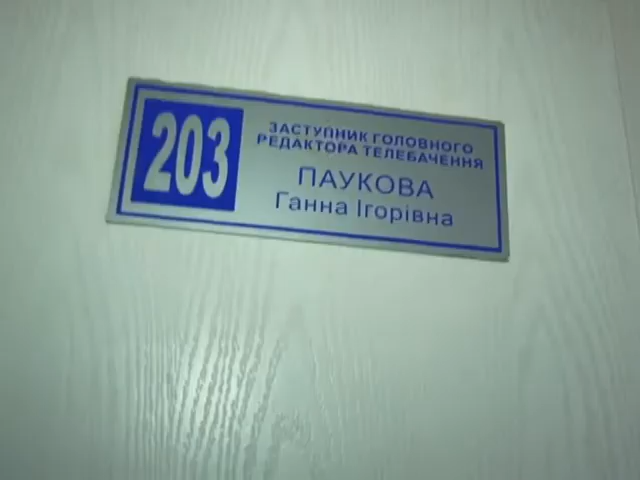 203
ЗАСТУПНИК ГОЛОВНОГО
РЕДАКТОРА ТЕЛЕБАЧЕННЯ
ПАУКОВА
Ганна Ігорівна